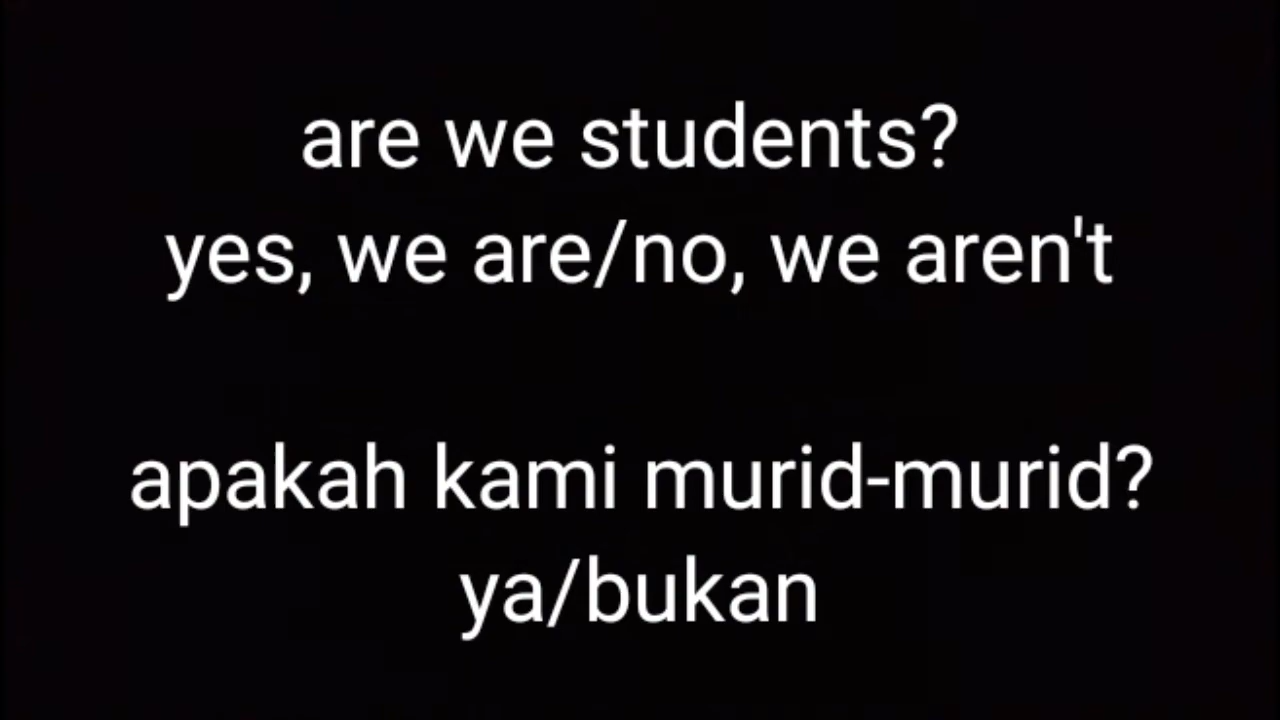 are we students?
yes, we are/no, we aren't
apakah kami murid-murid?
ya/bukan